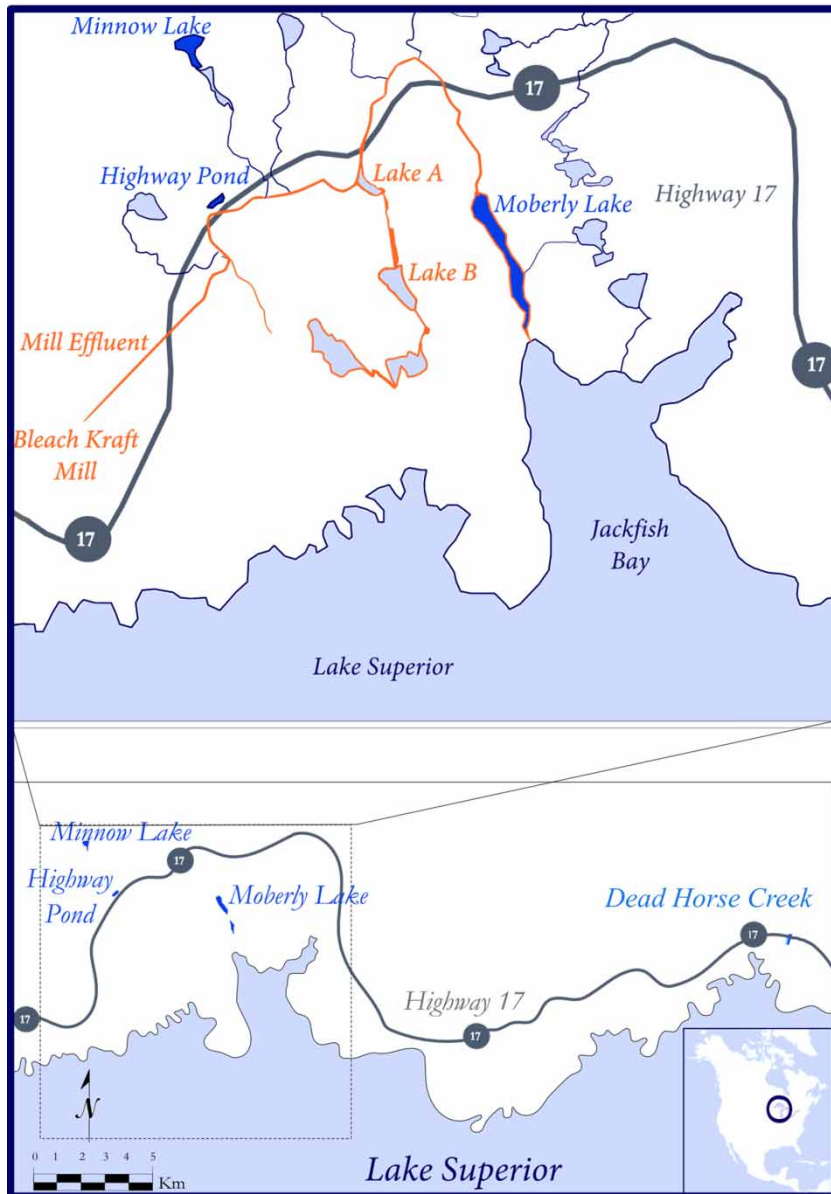 Minnow Lake
17
Highway Pond
Lake A
Highway 17
Moberly Lake
Lake B
Mill Effluent
17
Bleach Kraft
Mill
17
Jackfish
Bay
Lake Superior
Minnow Lake
17
Highway
Pond
Moberly Lake
Dead Horse Creek
17
Highway 17
17
17
N
0 1 2 3 4 5
Km
Lake Superior